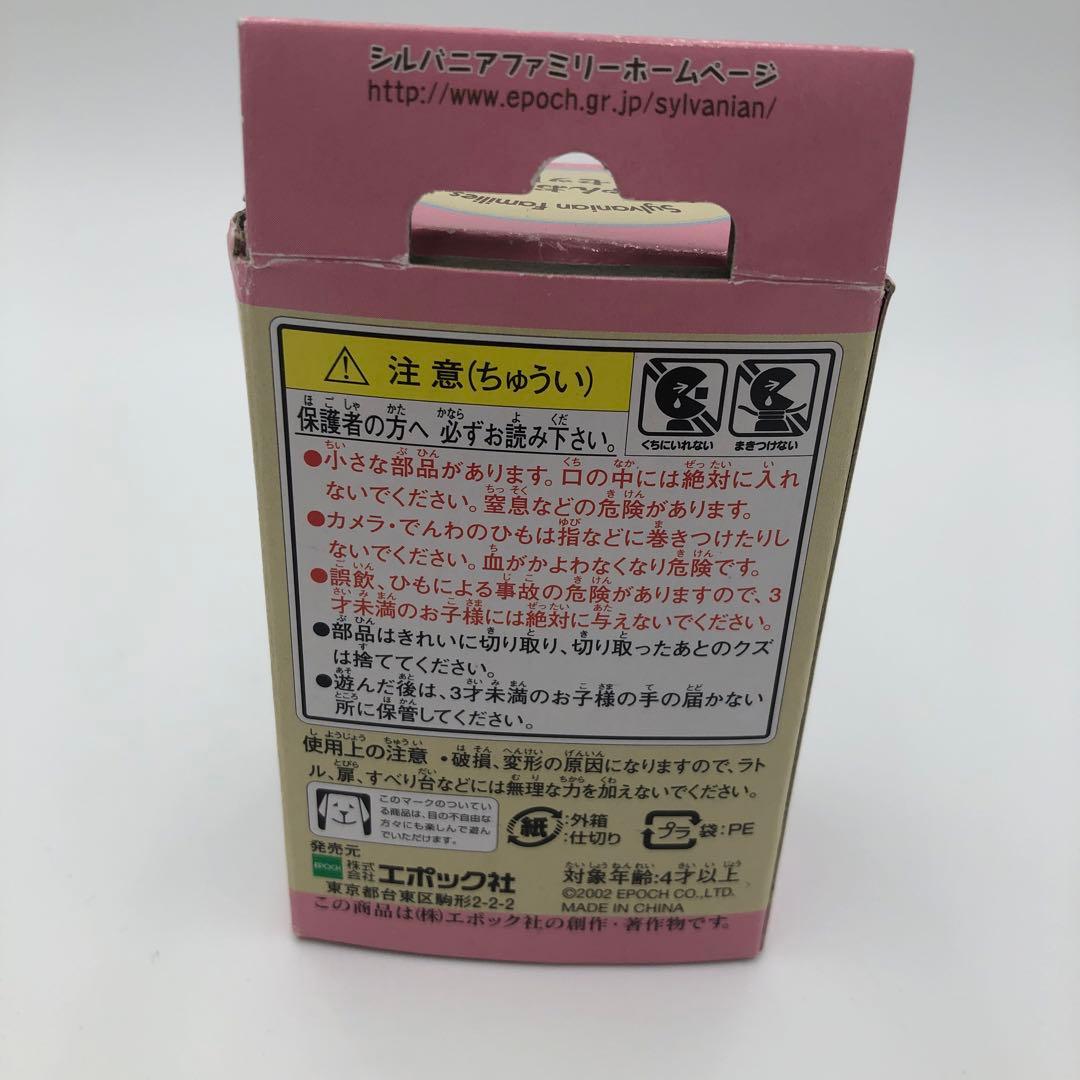 シルバニアファミリーホームページ
http://www.epoch.gr.jp/sylvanian/
Sylvanian Families
注意(ちゅうい)
くちにいれない
まきつけない
保護者の方へ 必ずお読み下さい。
●小さな部品があります。口の中には絶対に入れ
ないでください。窒息などの危険があります。
●カメラ・でんわのひもは指などに巻きつけたりし
ないでください。血がかよわなくなり危険です。
●誤飲、ひもによる事故の危険がありますので、3
才未満のお子様には絶対に与えないでください。
●部品はきれいに切り取り、切り取ったあとのクズ
は捨ててください。
●遊んだ後は、3才未満のお子様の手の届かない
所に保管してください。
使用上の注意 ・破損、変形の原因になりますので、ラト
ル、扉、すべり台などには無理な力を加えないでください。
このマークのついてい
る商品は、目の不自由な
方々にも楽しんで遊ん
でいただけます。
紙 :外箱
:仕切り
プラ 袋:PE
発売元
EPOCH 株式会社 エポック社
東京都台東区駒形2-2-2
対象年齢:4才以上
©2002 EPOCH CO.,LTD.
MADE IN CHINA
この商品は(株)エポック社の創作・著作物です。